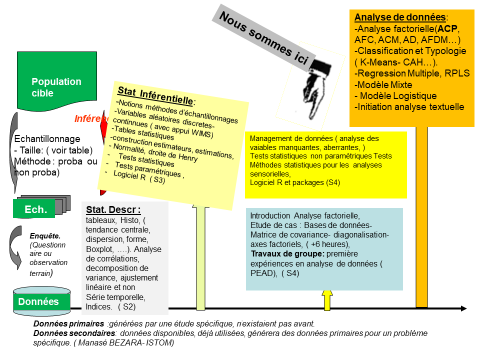 Nous sommes ici
Analyse de données:
-Analyse factorielle(ACP,
AFC, ACM, AD, AFDM…)
-Classification et Typologie
( K-Means- CAH…).
-Regression Multiple, RPLS
-Modèle Mixte
- Modèle Logistique
-Initiation analyse textuelle
Population
cible
Inférence
Stat Inférentielle:
-Notions méthodes d'échantillonnages
-Variables aléatoires discretes-
continues ( avec appui WIMS)
-Tables statistiques
-construction estimateurs, estimations,
- Normalité, droite de Henry
- Tests statistiques
- Tests paramétriques ,
- Logiciel R ( S3)
Echantillonnage
- Taille: ( voir table)
Méthode : proba ou
non proba)
Management de données ( analyse des
vaiables manquantes, aberrantes, )
Tests statistiques non paramétriques Tests
Méthodes statistiques pour les analyses
sensorielles,
Logiciel R et packages (S4)
Ech.
Stat. Descr :
tableaux, Histo, (
tendance centrale,
dispersion, forme,
Boxplot, ….). Analyse
de corrélations,
decomposition de
variance, ajustement
linéaire et non
Série temporelle,
Indices. ( S2)
Introduction Analyse factorielle,
Etude de cas : Bases de données-
Matrice de covariance- diagonalisation-
axes factoriels, ( +6 heures),
Travaux de groupe: première
expériences en analyse de données (
PEAD), ( S4)
Enquête.
(Questionn
aire ou
observation
terrain)
Données
Données primaires :générées par une étude spécifique, n'existaient pas avant.
Données secondaires: données disponibles, déjà utilisées, génèrera des données primaires pour un problème
spécifique. ( Manasé BEZARA- ISTOM)